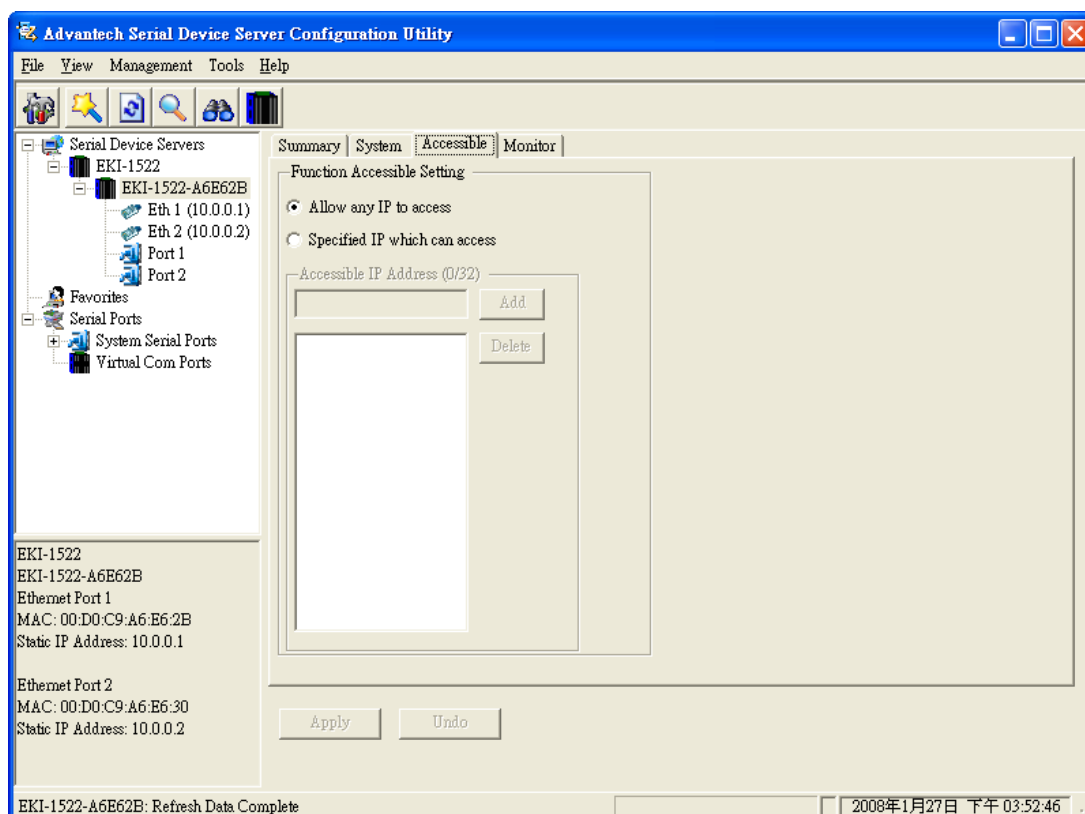 Advantech Serial Device Server Configuration Utility
File View Management Tools Help
Serial Device Servers
EKI-1522
EKI-1522-A6E62B
Eth 1 (10.0.0.1)
Eth 2 (10.0.0.2)
Port 1
Port 2
Favorites
Serial Ports
System Serial Ports
Virtual Com Ports
Summary System Accessible Monitor
Function Accessible Setting
Allow any IP to access
Specified IP which can access
Accessible IP Address (0/32)
Add
Delete
Apply Undo
EKI-1522
EKI-1522-A6E62B
Ethernet Port 1
MAC: 00:D0:C9:A6:E6:2B
Static IP Address: 10.0.0.1
Ethernet Port 2
MAC: 00:D0:C9:A6:E6:30
Static IP Address: 10.0.0.2
EKI-1522-A6E62B: Refresh Data Complete
2008年1月27日 下午 03:52:46